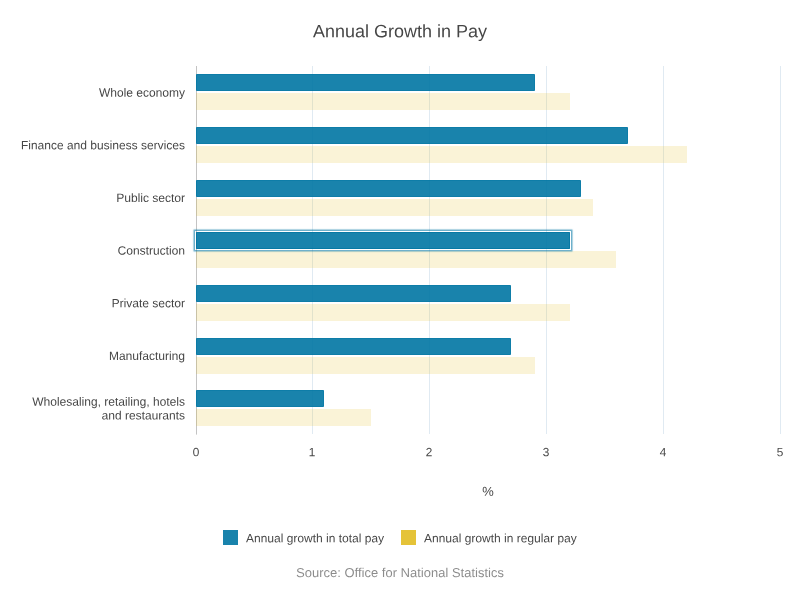 Annual Growth in Pay
Whole economy
Finance and business services
Public sector
Construction
Private sector
Manufacturing
Wholesaling, retailing, hotels
and restaurants
0 1 2 3 4 5
%
Annual growth in total pay Annual growth in regular pay
Source: Office for National Statistics